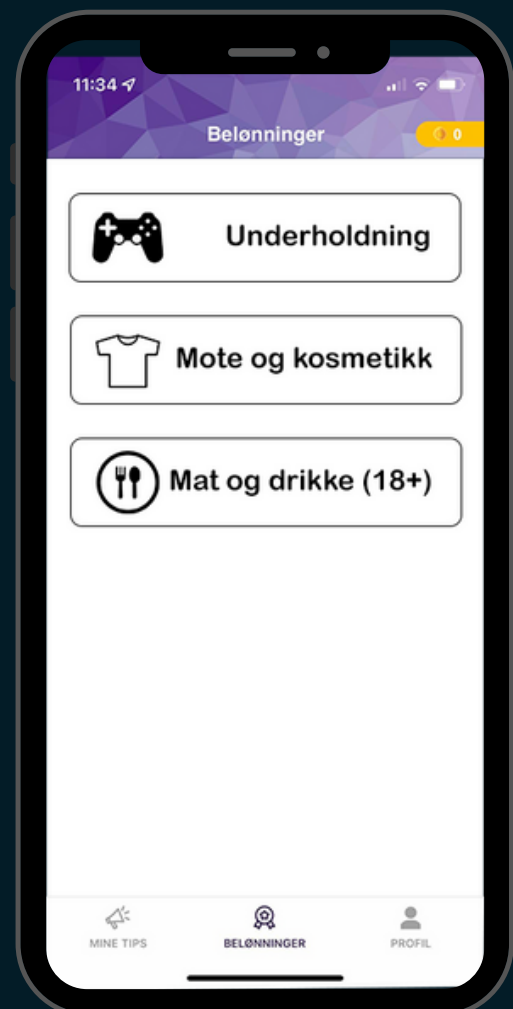 11:34
Belønninger
0
Underholdning
Mote og kosmetikk
Mat og drikke (18+)
MINE TIPS
BELØNNINGER
PROFIL